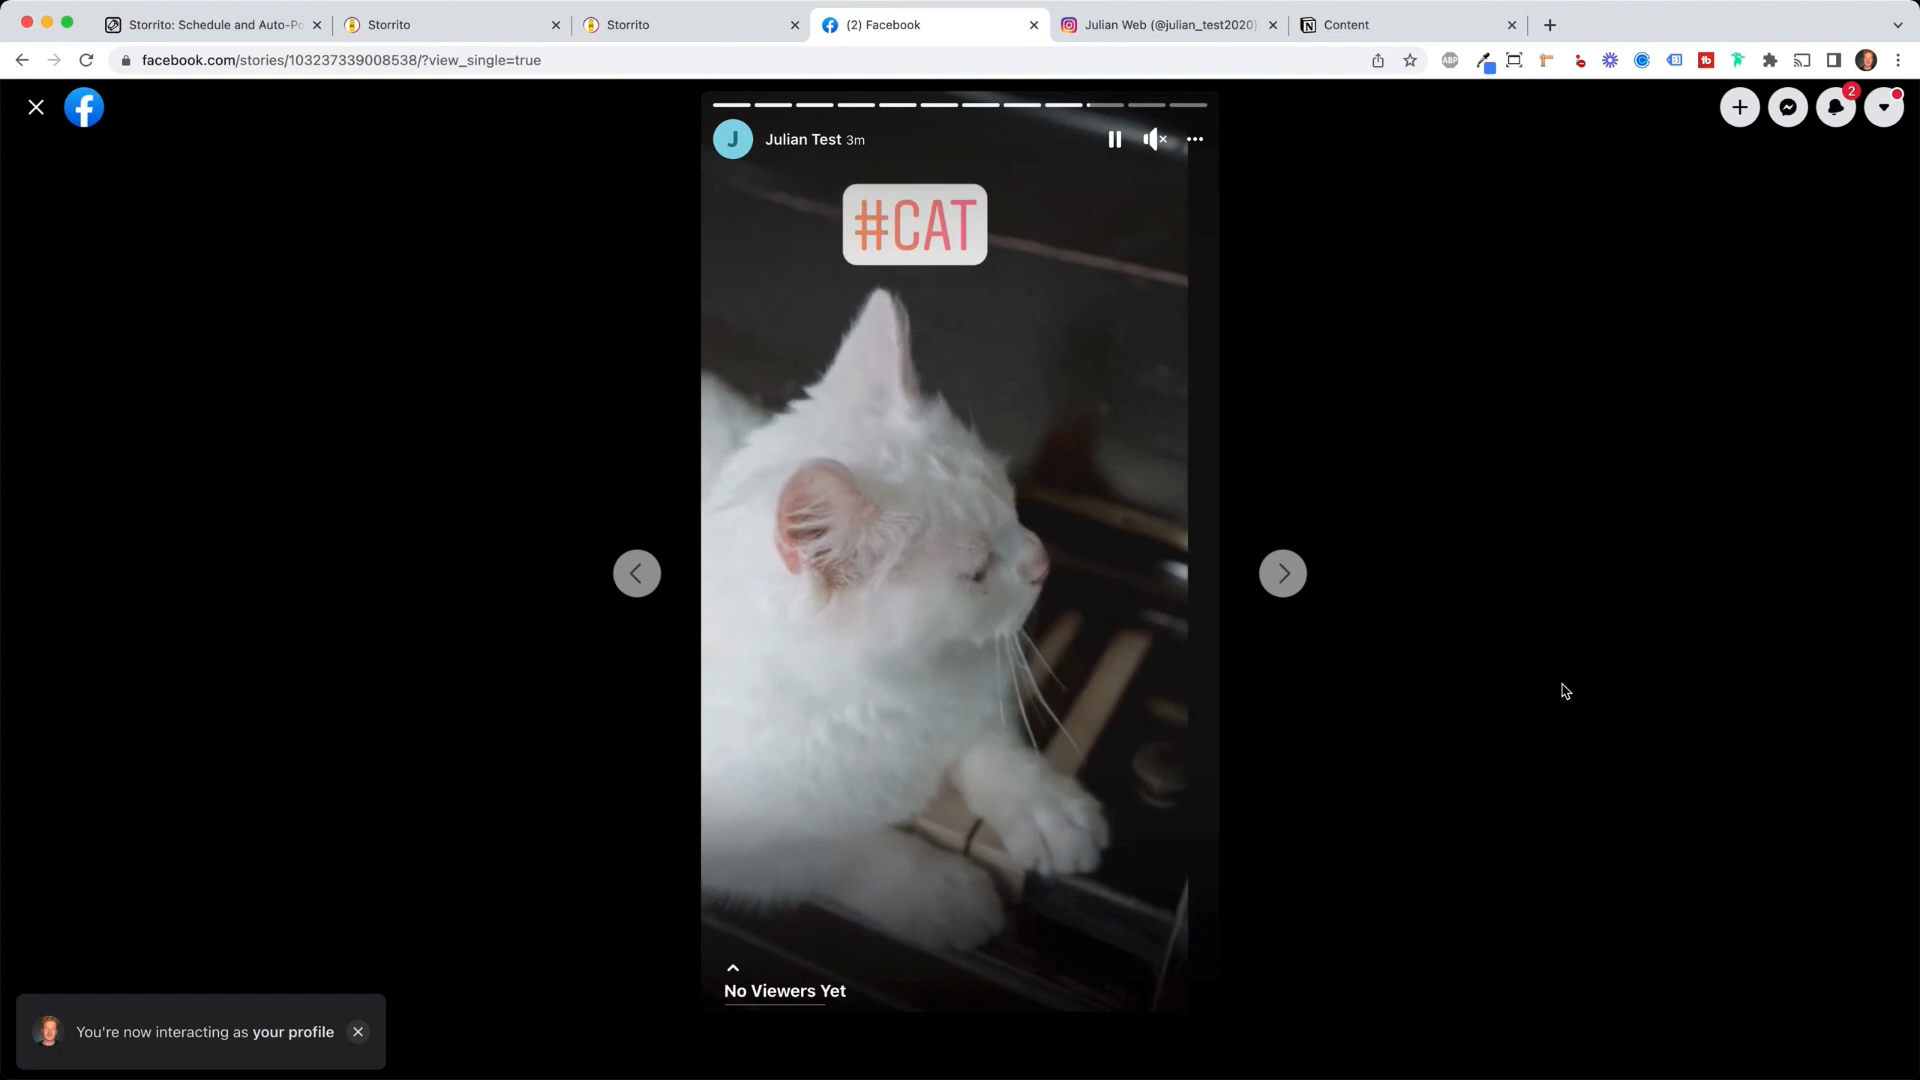 Storrito: Schedule and Auto-Po
Storrito
Storrito
(2) Facebook
Julian Web (@julian_test2020)
Content
facebook.com/stories/103237339008538/?view_single=true
ABP
2
J
Julian Test 3m
#CAT
No Viewers Yet
You're now interacting as your profile